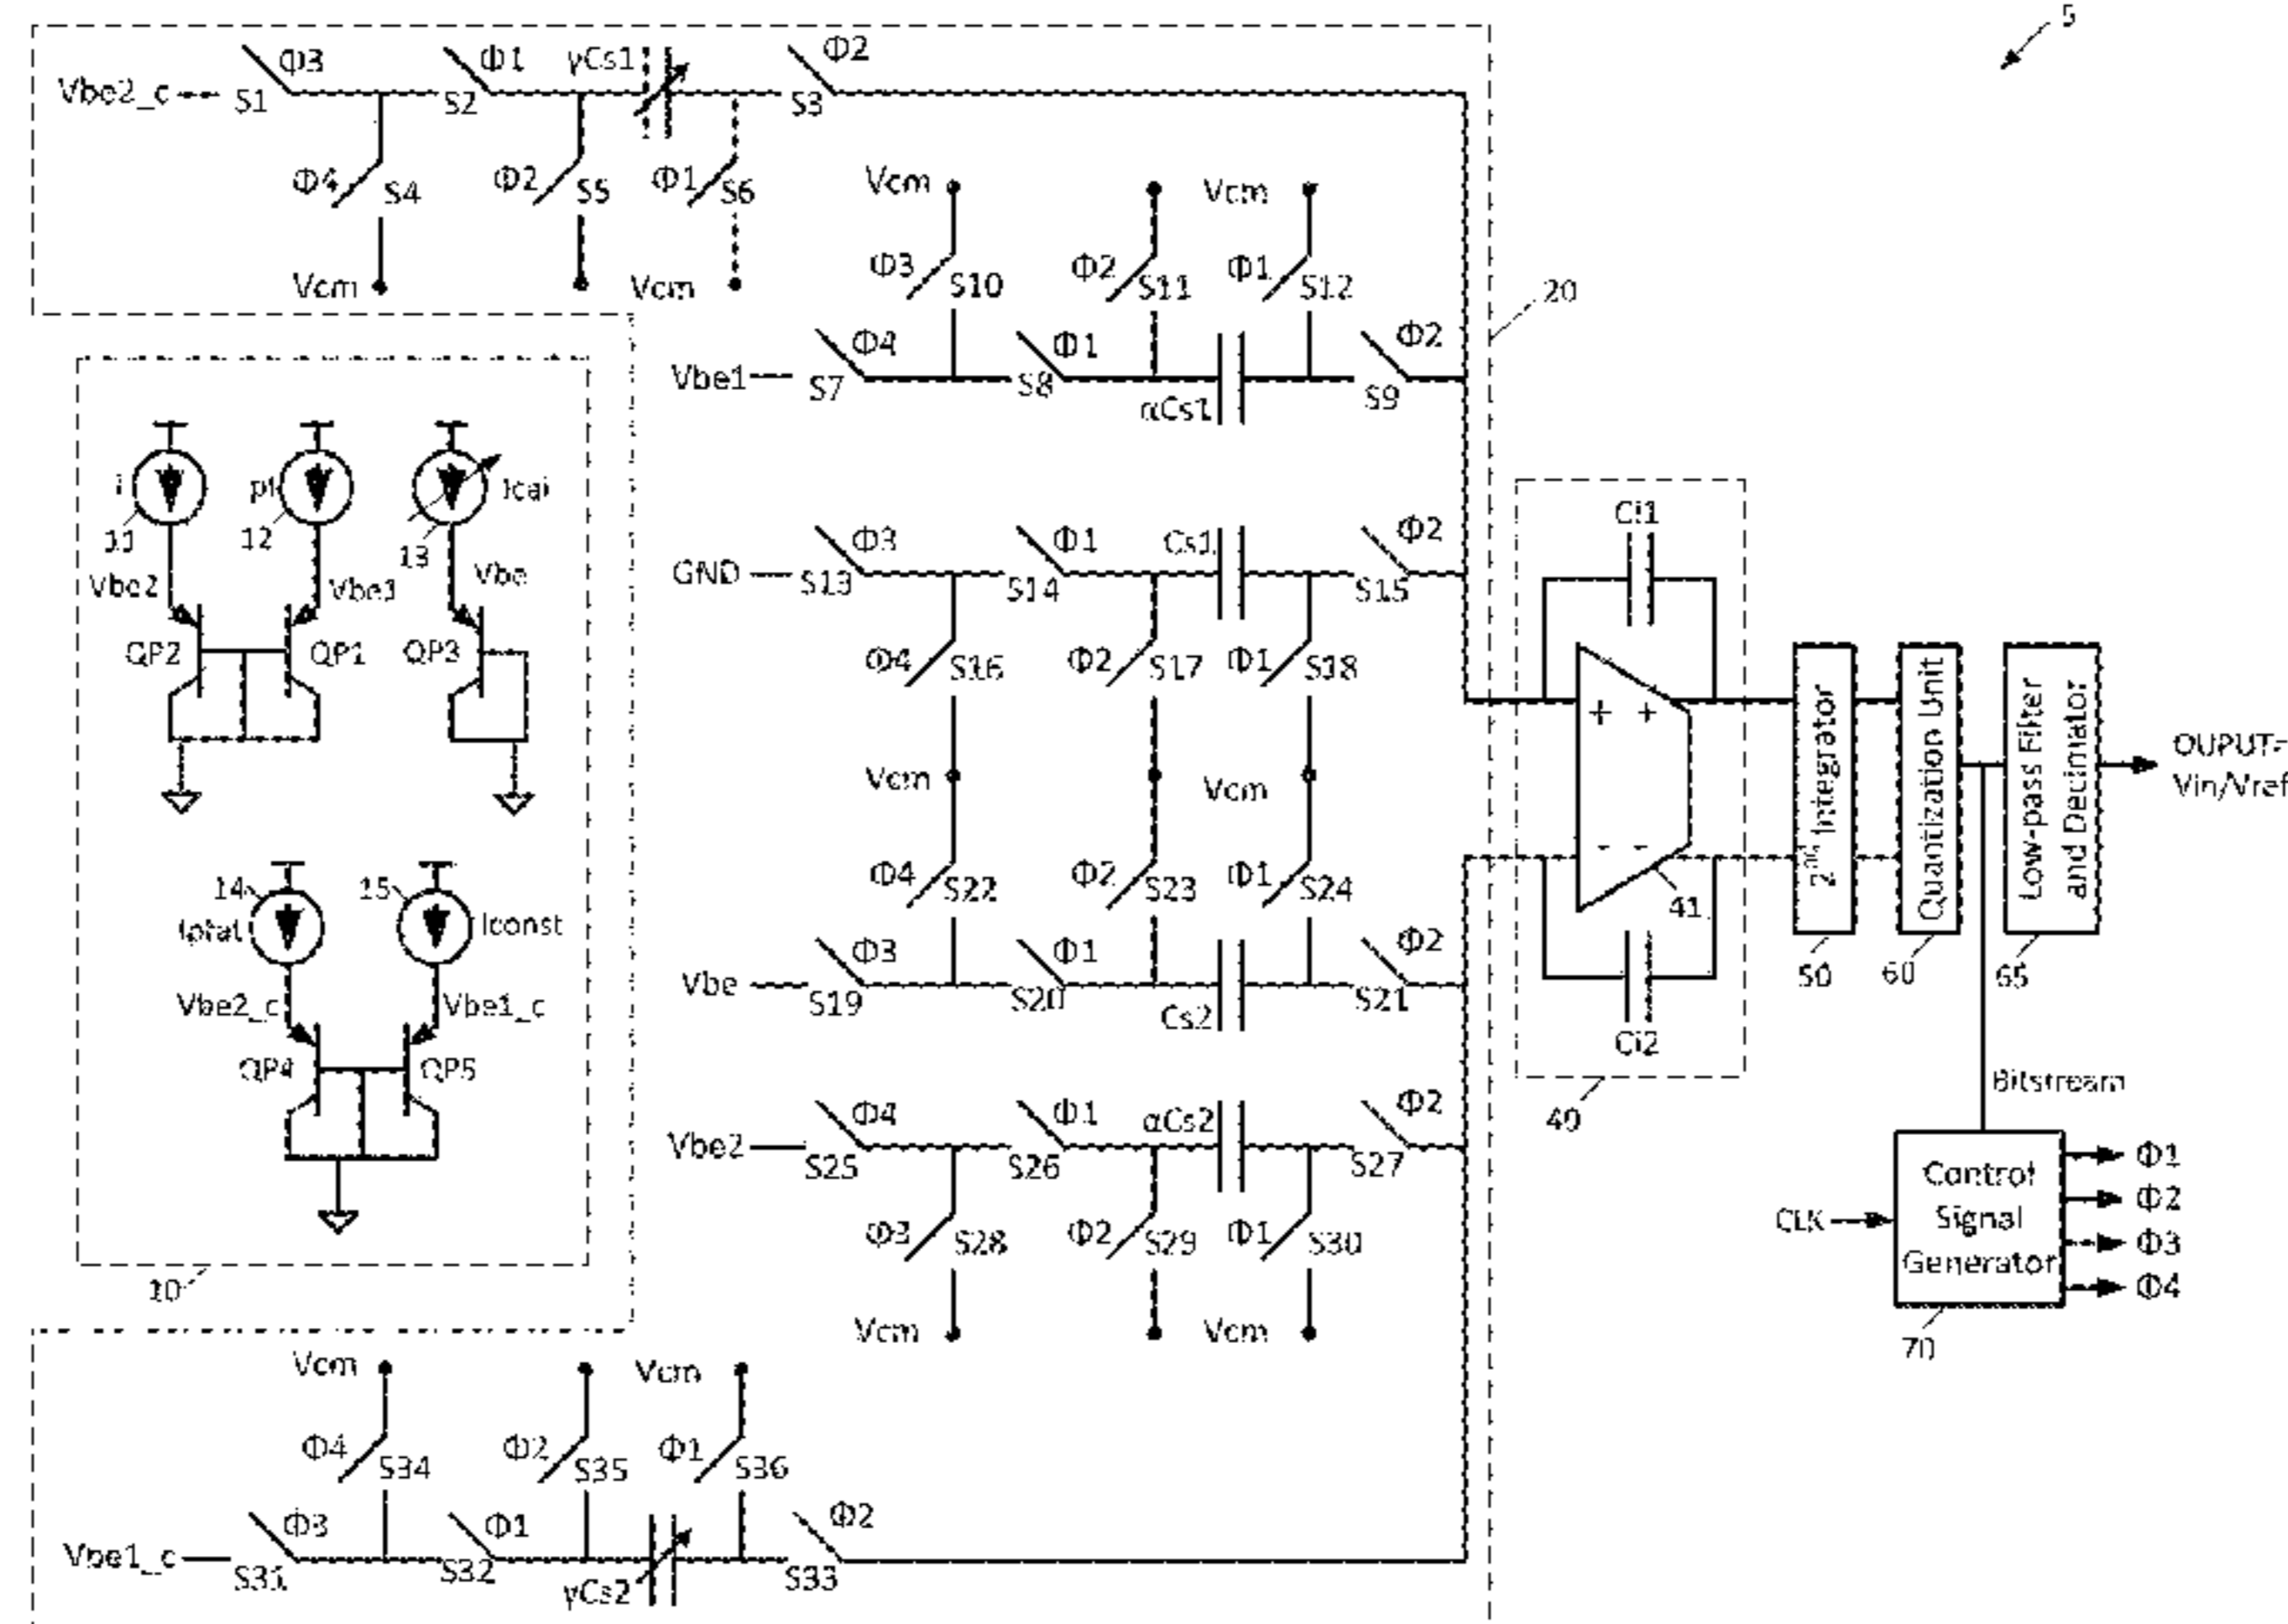 5
Vbe2_c
Φ3
S1
Φ1
S2
γCs1
Φ2
S3
Φ4
S4
Φ2
S5
Φ1
S6
Vcm
Vcm
Vcm
Vcm
Φ3
S10
Φ2
S11
Φ1
S12
20
Vbe1
Φ4
S7
Φ1
S8
αCs1
Φ2
S9
i
11
pi
12
Ical
13
Vbe2
Vbe1
Vbe
QP2
QP1
QP3
GND
Φ3
S13
Φ1
S14
Cs1
Φ2
S15
Φ4
S16
Φ2
S17
Φ1
S18
Vcm
Vcm
Φ4
S22
Φ2
S23
Φ1
S24
Vbe
Φ3
S19
Φ1
S20
Cs2
Φ2
S21
Ci1
+ +
- -
41
Ci2
40
2nd Integrator
50
Quantization Unit
60
Low-pass Filter
and Decimator
65
OUPUT=
Vin/Vref
14
Iptat
15
Iconst
Vbe2_c
Vbe1_c
QP4
QP5
10
Vbe2
Φ4
S25
Φ1
S26
αCs2
Φ2
S27
Φ3
S28
Φ2
S29
Φ1
S30
Vcm
Vcm
Bitstream
CLK
Control
Signal
Generator
Φ1
Φ2
Φ3
Φ4
70
Vcm
Vcm
Φ4
S34
Φ2
S35
Φ1
S36
Vbe1_c
Φ3
S31
Φ1
S32
γCs2
Φ2
S33